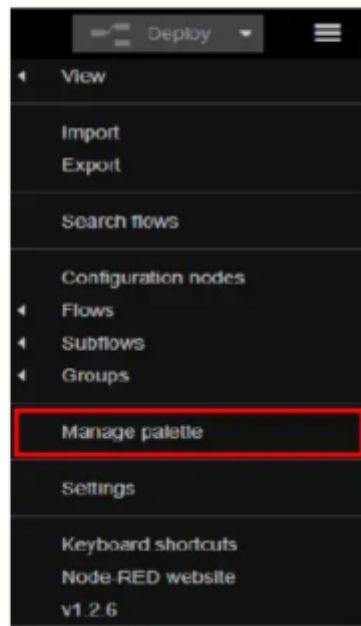 Deploy
View
Import
Export
Search flows
Configuration nodes
Flows
Subflows
Groups
Manage palette
Settings
Keyboard shortcuts
Node-RED website
v1.2.6